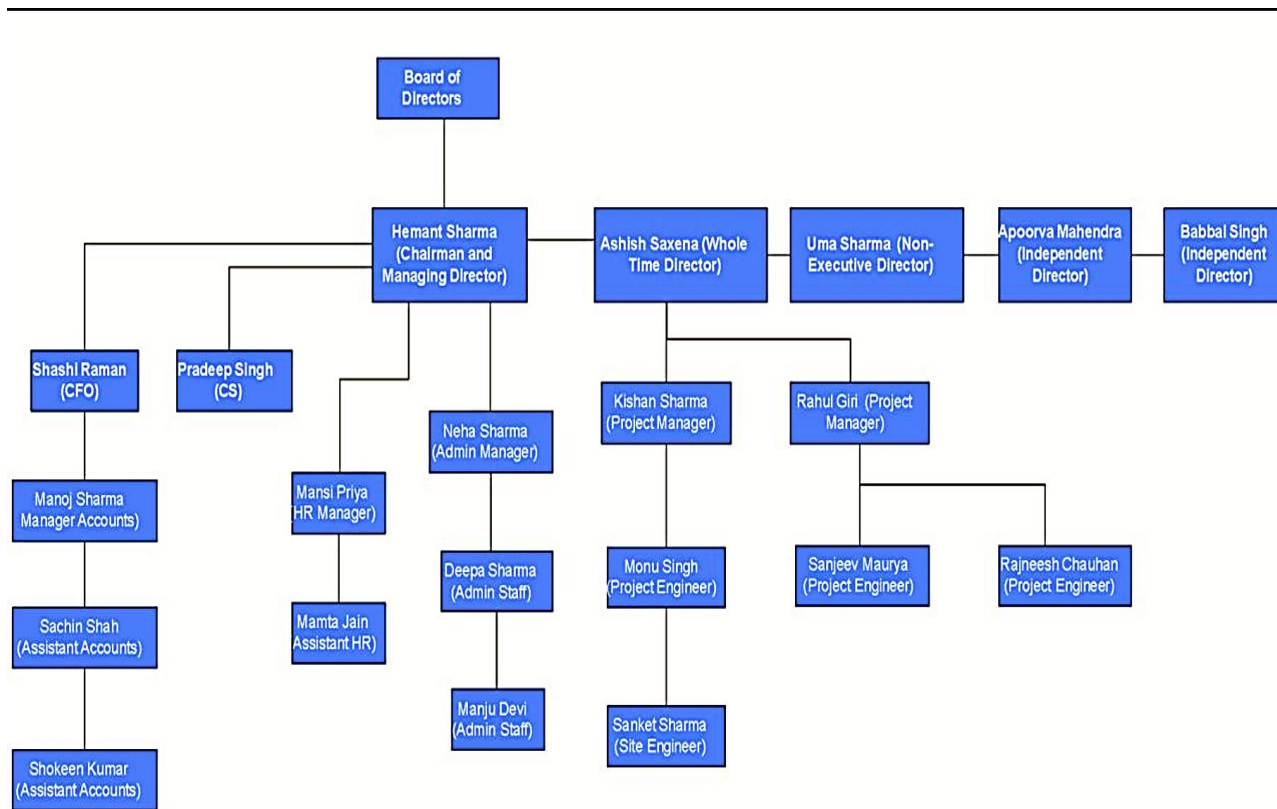 Board of
Directors
Hemant Sharma
(Chairman and
Managing Director)
Ashish Saxena (Whole
Time Director)
Uma Sharma (Non-
Executive Director)
Apoorva Mahendra
(Independent
Director)
Babbal Singh
(Independent
Director)
Shashi Raman
(CFO)
Pradeep Singh
(CS)
Kishan Sharma
(Project Manager)
Rahul Giri (Project
Manager)
Neha Sharma
(Admin Manager)
Manoj Sharma
Manager Accounts)
Mansi Priya
(HR Manager)
Deepa Sharma
(Admin Staff)
Monu Singh
(Project Engineer)
Sanjeev Maurya
(Project Engineer)
Rajneesh Chauhan
(Project Engineer)
Sachin Shah
(Assistant Accounts)
Mamta Jain
Assistant HR)
Manju Devi
(Admin Staff)
Sanket Sharma
(Site Engineer)
Shokeen Kumar
(Assistant Accounts)